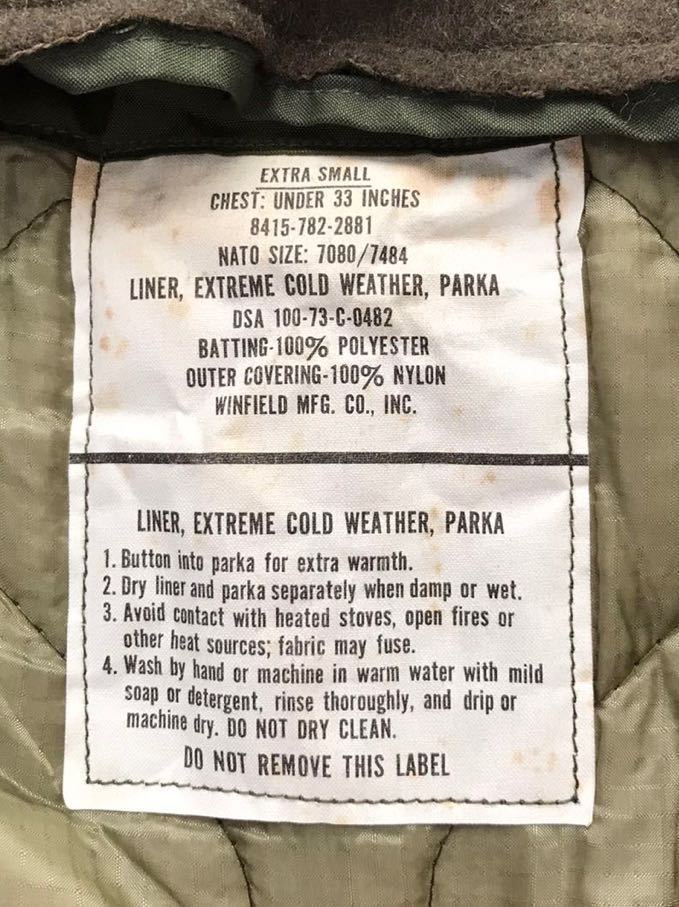 EXTRA SMALL
CHEST: UNDER 33 INCHES
8415-782-2881
NATO SIZE: 7080/7484
LINER, EXTREME COLD WEATHER, PARKA
DSA 100-73-C-0482
BATTING-100% POLYESTER
OUTER COVERING-100% NYLON
WINFIELD MFG. CO., INC.
LINER, EXTREME COLD WEATHER, PARKA
1. Button into parka for extra warmth.
2. Dry liner and parka separately when damp or wet.
3. Avoid contact with heated stoves, open fires or
other heat sources; fabric may fuse.
4. Wash by hand or machine in warm water with mild
soap or detergent, rinse thoroughly, and drip or
machine dry. DO NOT DRY CLEAN.
DO NOT REMOVE THIS LABEL